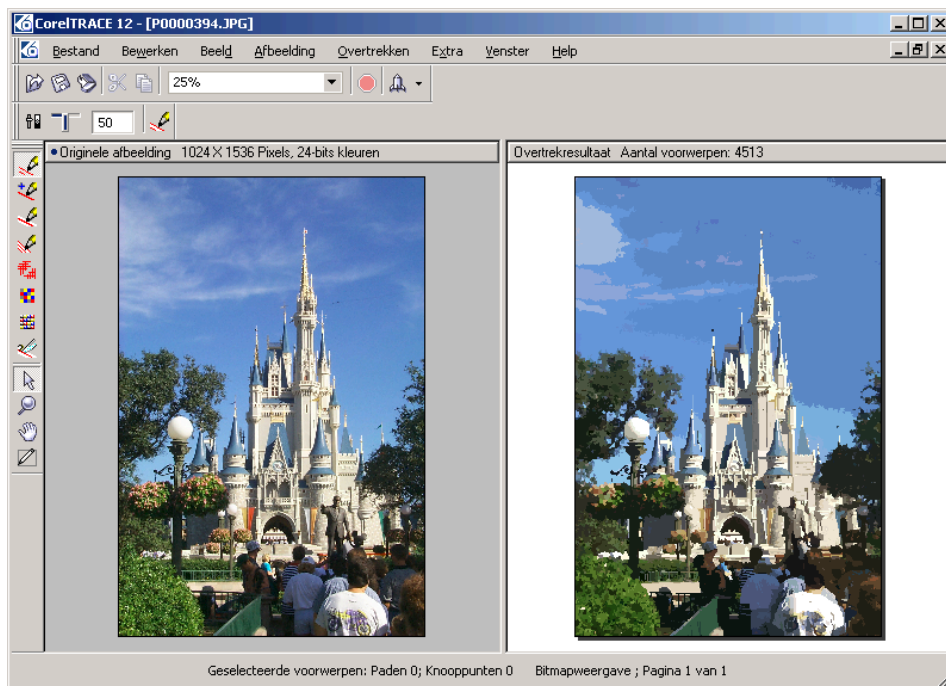 CorelTRACE 12 - [P0000394.JPG]
Bestand Bewerken Beeld Afbeelding Overtrekken Extra Venster Help
25%
50
Originele afbeelding 1024 X 1536 Pixels, 24-bits kleuren
Overtrekresultaat Aantal voorwerpen: 4513
Geselecteerde voorwerpen: Paden 0; Knooppunten 0 Bitmapweergave ; Pagina 1 van 1